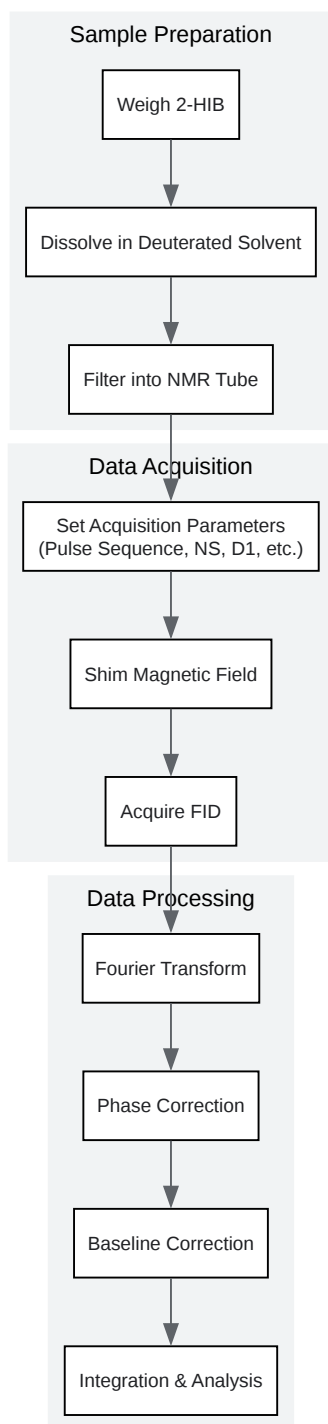 Sample Preparation
Weigh 2-HIB
Dissolve in Deuterated Solvent
Filter into NMR Tube
Data Acquisition
Set Acquisition Parameters
(Pulse Sequence, NS, D1, etc.)
Shim Magnetic Field
Acquire FID
Data Processing
Fourier Transform
Phase Correction
Baseline Correction
Integration & Analysis